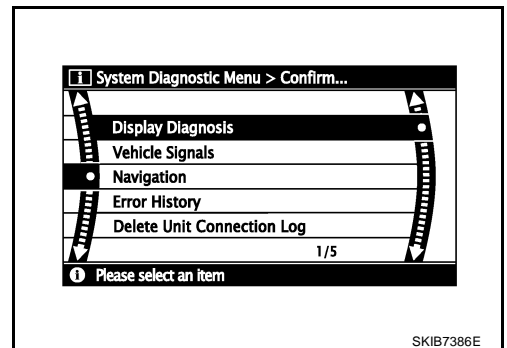 i System Diagnostic Menu > Confirm...
Display Diagnosis
Vehicle Signals
Navigation
Error History
Delete Unit Connection Log
1/5
i Please select an item
SKIB7386E